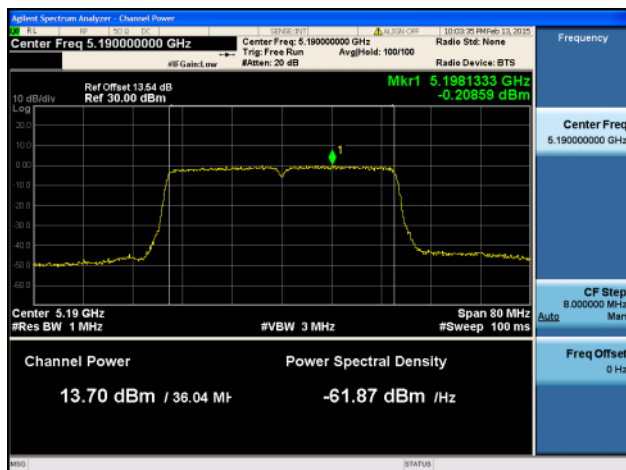 Agilent Spectrum Analyzer - Channel Power
RL RF 50 Ω DC SENSE:INT ALIGN OFF 10:03:35 PM Feb 13, 2015
Center Freq 5.190000000 GHz
Center Freq: 5.190000000 GHz
Radio Std: None
Trig: Free Run Avg|Hold: 100/100
#IFGain:Low
#Atten: 20 dB
Radio Device: BTS
Frequency
Ref Offset 13.54 dB
Mkr1 5.1981333 GHz
10 dB/div
Ref 30.00 dBm
-0.20859 dBm
Log
20.0
10.0
0.00
-10.0
-20.0
-30.0
-40.0
-50.0
-60.0
1
Center Freq
5.190000000 GHz
Center 5.19 GHz
Span 80 MHz
#Res BW 1 MHz
#VBW 3 MHz
#Sweep 100 ms
CF Step
8.000000 MHz
Auto Man
Channel Power
Power Spectral Density
13.70 dBm / 36.04 MH
-61.87 dBm /Hz
Freq Offset
0 Hz
MSG
STATUS